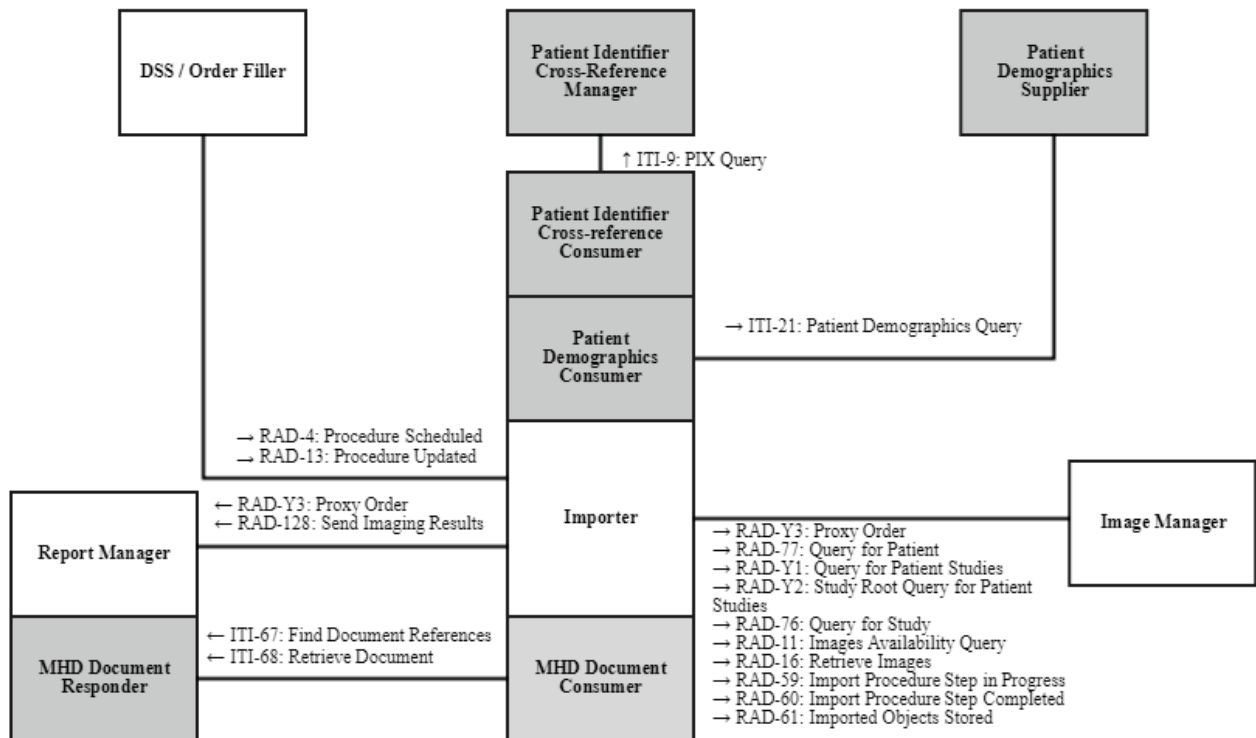 DSS / Order Filler
Patient Identifier
Cross-Reference
Manager
Patient
Demographics
Supplier
↑ ITI-9: PIX Query
Patient Identifier
Cross-reference
Consumer
Patient
Demographics
Consumer
→ ITI-21: Patient Demographics Query
→ RAD-4: Procedure Scheduled
→ RAD-13: Procedure Updated
← RAD-Y3: Proxy Order
← RAD-128: Send Imaging Results
Report Manager
Importer
Image Manager
→ RAD-Y3: Proxy Order
→ RAD-77: Query for Patient
→ RAD-Y1: Query for Patient Studies
→ RAD-Y2: Study Root Query for Patient
Studies
→ RAD-76: Query for Study
→ RAD-11: Images Availability Query
→ RAD-16: Retrieve Images
→ RAD-59: Import Procedure Step in Progress
→ RAD-60: Import Procedure Step Completed
→ RAD-61: Imported Objects Stored
← ITI-67: Find Document References
← ITI-68: Retrieve Document
MHD Document
Responder
MHD Document
Consumer